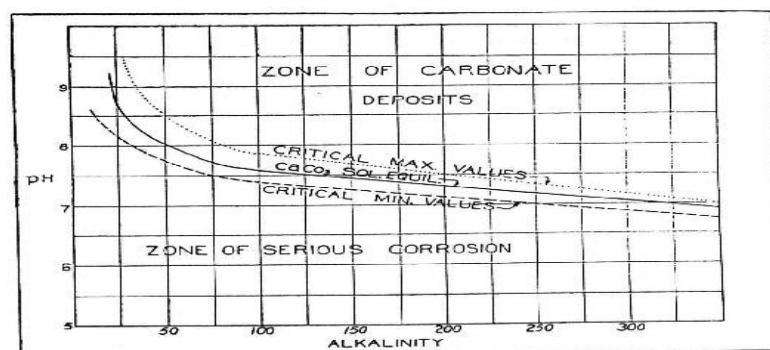 ZONE OF CARBONATE
DEPOSITS
9
8
CRITICAL MAX. VALUES
CaCO3 SOL. EQUIL
pH
CRITICAL MIN. VALUES
7
ZONE OF SERIOUS CORROSION
6
5
50 100 150 200 250 300
ALKALINITY